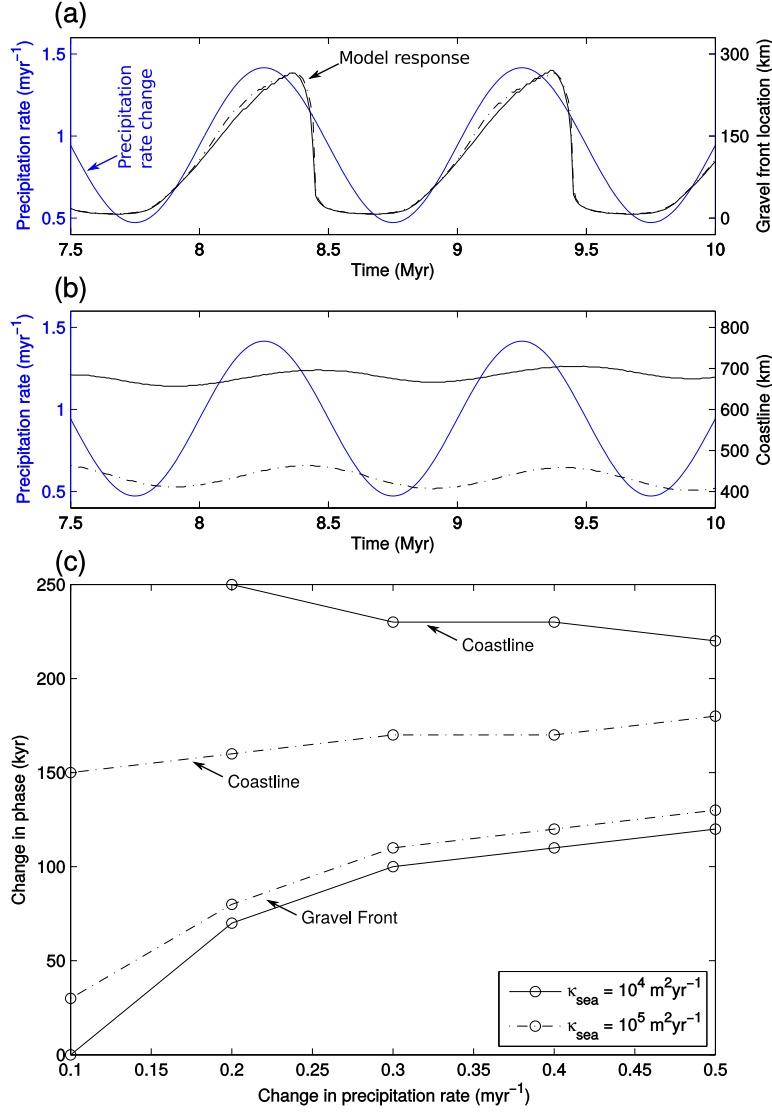 (a)
Precipitation rate (myr⁻¹)
1.5
1
0.5
Precipitation
rate change
Model response
300
150
0
Gravel front location (km)
7.5 8 8.5 9 9.5 10
Time (Myr)
(b)
Precipitation rate (myr⁻¹)
1.5
1
0.5
800
700
600
500
400
Coastline (km)
7.5 8 8.5 9 9.5 10
Time (Myr)
(c)
Change in phase (kyr)
250
200
150
100
50
0
Coastline
Coastline
Gravel Front
κsea = 10⁴ m²yr⁻¹
κsea = 10⁵ m²yr⁻¹
0.1 0.15 0.2 0.25 0.3 0.35 0.4 0.45 0.5
Change in precipitation rate (myr⁻¹)